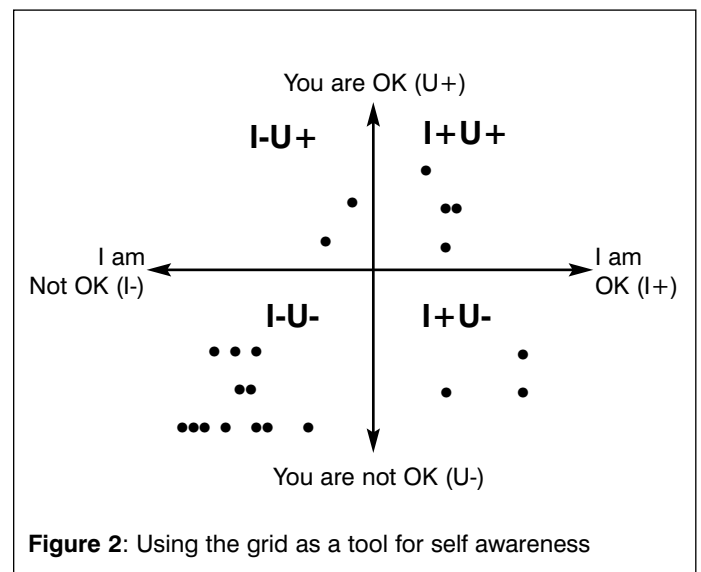 You are OK (U+)
I-U+
I+U+
I am
Not OK (I-)
I am
OK (I+)
I-U-
I+U-
You are not OK (U-)
Figure 2: Using the grid as a tool for self awareness